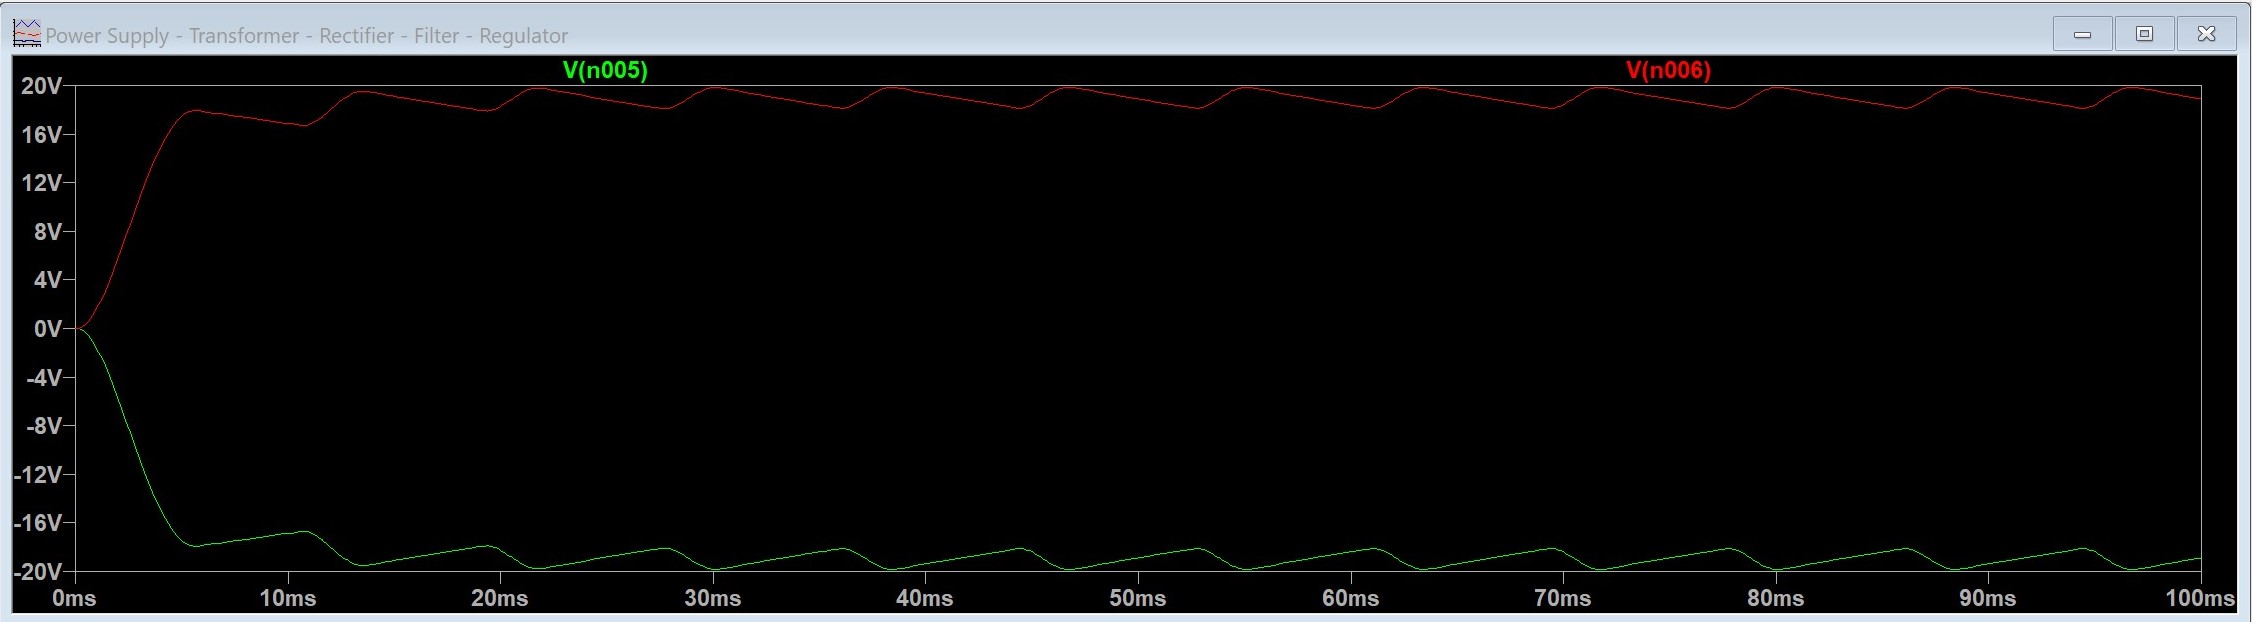 Power Supply - Transformer - Rectifier - Filter - Regulator
V(n005) V(n006)
20V
16V
12V
8V
4V
0V
-4V
-8V
-12V
-16V
-20V
0ms 10ms 20ms 30ms 40ms 50ms 60ms 70ms 80ms 90ms 100ms